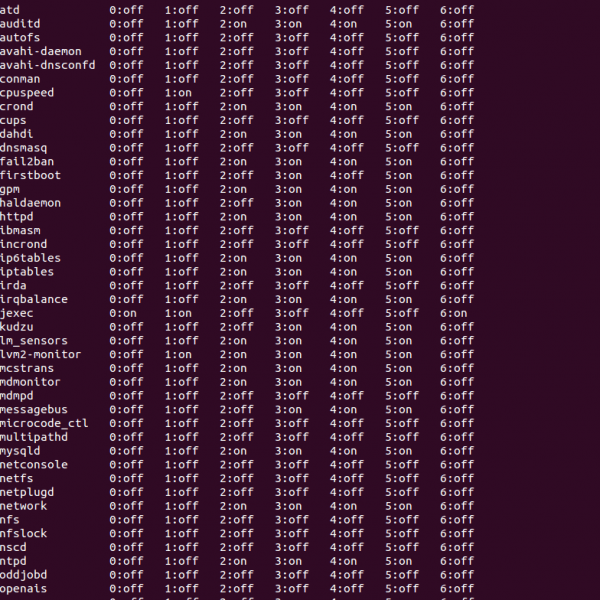 atd 0:off 1:off 2:off 3:off 4:off 5:off 6:off
auditd 0:off 1:off 2:on 3:on 4:on 5:on 6:off
autofs 0:off 1:off 2:off 3:off 4:off 5:off 6:off
avahi-daemon 0:off 1:off 2:off 3:off 4:off 5:off 6:off
avahi-dnsconfd 0:off 1:off 2:off 3:off 4:off 5:off 6:off
conman 0:off 1:off 2:off 3:off 4:off 5:off 6:off
cpuspeed 0:off 1:on 2:off 3:off 4:off 5:off 6:off
crond 0:off 1:off 2:on 3:on 4:on 5:on 6:off
cups 0:off 1:off 2:off 3:off 4:off 5:off 6:off
dahdi 0:off 1:off 2:on 3:on 4:on 5:on 6:off
dnsmasq 0:off 1:off 2:off 3:off 4:off 5:off 6:off
fail2ban 0:off 1:off 2:on 3:on 4:on 5:on 6:off
firstboot 0:off 1:off 2:off 3:on 4:off 5:on 6:off
gpm 0:off 1:off 2:on 3:on 4:on 5:on 6:off
haldaemon 0:off 1:off 2:off 3:on 4:on 5:on 6:off
httpd 0:off 1:off 2:on 3:on 4:on 5:on 6:off
ibmasm 0:off 1:off 2:off 3:off 4:off 5:off 6:off
incrond 0:off 1:off 2:off 3:off 4:off 5:off 6:off
ip6tables 0:off 1:off 2:on 3:on 4:on 5:on 6:off
iptables 0:off 1:off 2:on 3:on 4:on 5:on 6:off
irda 0:off 1:off 2:off 3:off 4:off 5:off 6:off
irqbalance 0:off 1:off 2:on 3:on 4:on 5:on 6:off
jexec 0:on 1:on 2:off 3:off 4:off 5:off 6:on
kudzu 0:off 1:off 2:off 3:on 4:on 5:on 6:off
lm_sensors 0:off 1:off 2:on 3:on 4:on 5:on 6:off
lvm2-monitor 0:off 1:on 2:on 3:on 4:on 5:on 6:off
mcstrans 0:off 1:off 2:on 3:on 4:on 5:on 6:off
mdmonitor 0:off 1:off 2:on 3:on 4:on 5:on 6:off
mdmpd 0:off 1:off 2:off 3:off 4:off 5:off 6:off
messagebus 0:off 1:off 2:off 3:on 4:on 5:on 6:off
microcode_ctl 0:off 1:off 2:off 3:off 4:off 5:off 6:off
multipathd 0:off 1:off 2:off 3:off 4:off 5:off 6:off
mysqld 0:off 1:off 2:on 3:on 4:on 5:on 6:off
netconsole 0:off 1:off 2:off 3:off 4:off 5:off 6:off
netfs 0:off 1:off 2:off 3:off 4:off 5:off 6:off
netplugd 0:off 1:off 2:off 3:off 4:off 5:off 6:off
network 0:off 1:off 2:on 3:on 4:on 5:on 6:off
nfs 0:off 1:off 2:off 3:off 4:off 5:off 6:off
nfslock 0:off 1:off 2:off 3:off 4:off 5:off 6:off
nscd 0:off 1:off 2:off 3:off 4:off 5:off 6:off
ntpd 0:off 1:off 2:on 3:on 4:on 5:on 6:off
oddjobd 0:off 1:off 2:off 3:off 4:off 5:off 6:off
openais 0:off 1:off 2:off 3:off 4:off 5:off 6:off